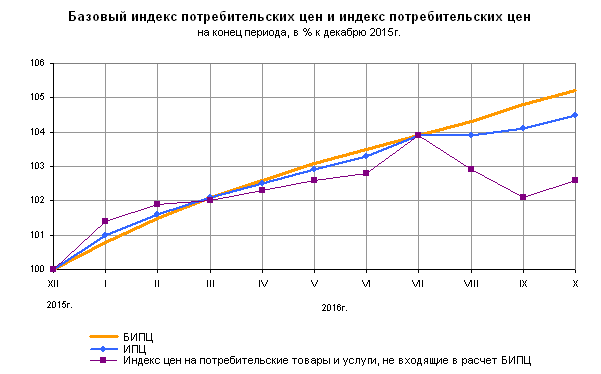 Базовый индекс потребительских цен и индекс потребительских цен
на конец периода, в % к декабрю 2015г.
106
105
104
103
102
101
100
XII I II III IV V VI VII VIII IX X
2015г. 2016г.
БИПЦ
ИПЦ
Индекс цен на потребительские товары и услуги, не входящие в расчет БИПЦ